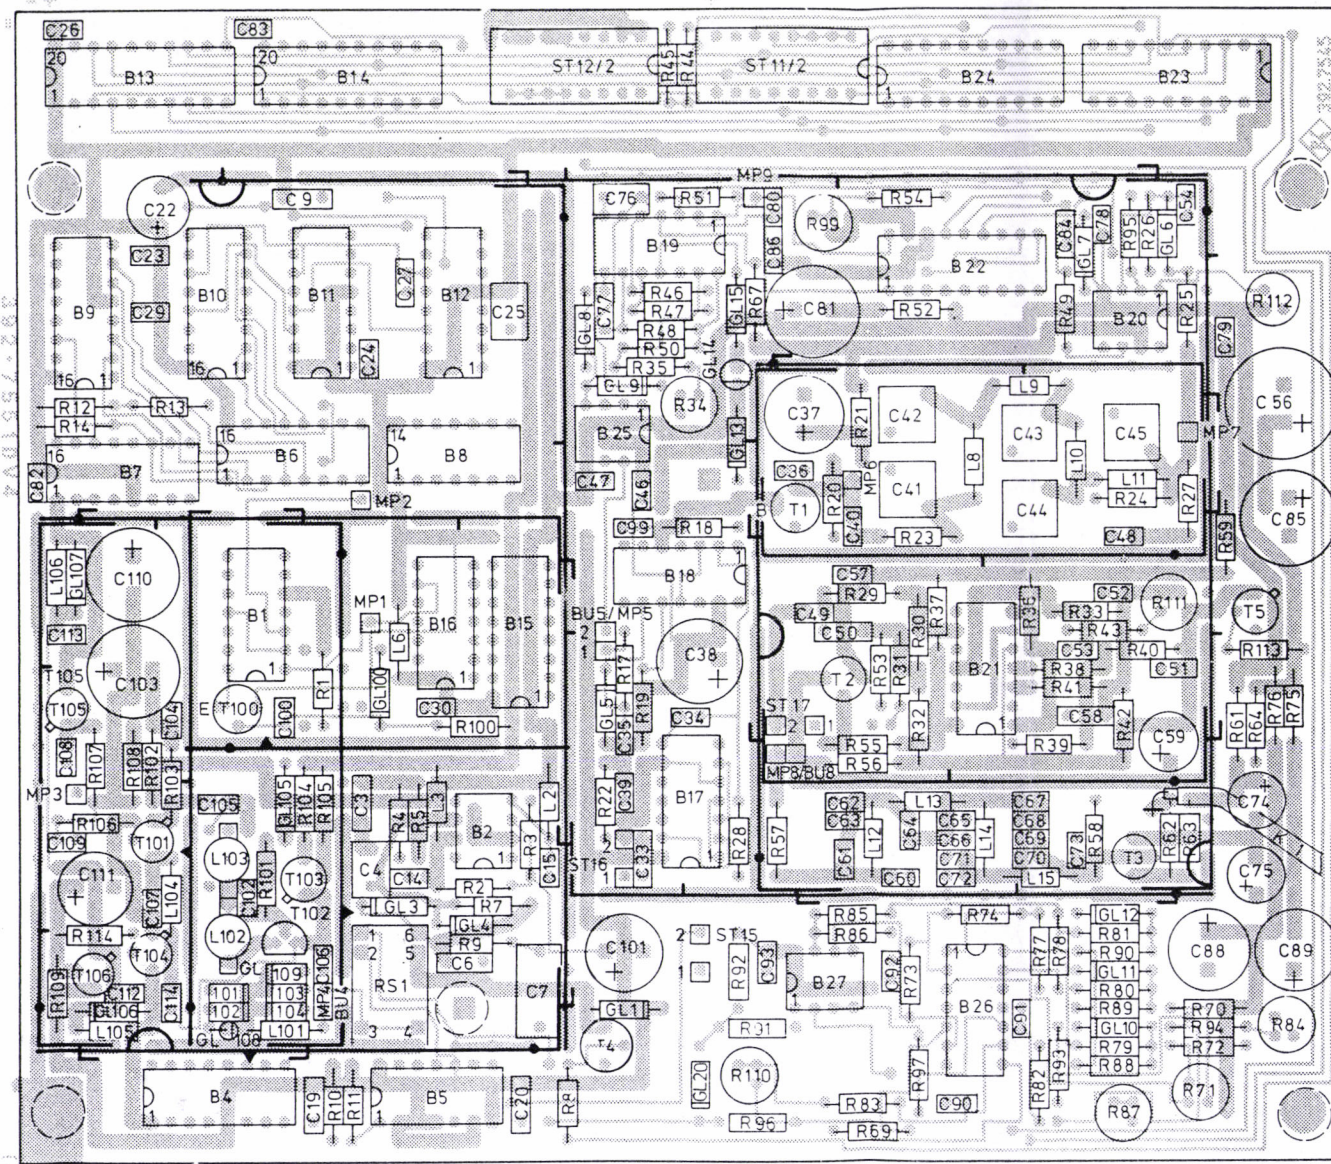 C26 C83
20 B13 1
20 B14 1
ST12/2 R45 R44 ST11/2
B24 B23
392.7545
C22 C9 C76 R51 MP9 C80 R99 R54 C84 GL7 C78 R95 R26 GL6 C54
C23 B19 C86 B22
B9 C29 B10 B11 C27 B12 C25 GL8 C77 R46 GL15 R67 C81 R52 R49 B20 1 R25 R112
R47
R48
C24 R50 GL14 C79
16 1 16 1 1 1 R35
GL9 R34 C37 R21 C42 L9 C56
R12 R13
R14
16 B7 1 16 B6 1 14 B8 1 B25 1 GL13 L8 C43 L10 C45 MP7
C82 C47 C46 C36 R20 MP6 C41 L11 R24 R27
MP2 B T1 C40 C44 C85
C99 R18 R23 C48 R59
L106 GL107 C110 B1 B18 1 C57
MP1 B16 B15 BU5/MP5 R29 R37 R36 C52 R111 T5
C113 L6 2 C49 R30 R33
1 C50 R43
T105 C103 R1 GL100 R17 C38 R53 R31 B21 C53 R40 R113
T2 R38 C51
R41
T105 C104 E T100 C100 C30 R100 GL5 C35 R19 C34 ST17 2 1 R32 C58 R42 C59 R61 R64 R76 R75
C108 R107 R108 R102 R103 R55 R39
R56
MP8/BU8
MP3 C105 GL105 R104 R105 C3 R4 R5 L3 B2 1 L2 R22 C39 B17 1 R28 R57 C62 L13 C67 C74
R106 R3 C63 L12 C64 C65 L14 C68 R58 R62 C63
C109 T101 L103 C4 C15 ST16 2 C66 C69 C73 T3
C71 C70
C111 C107 L104 C102 R101 T103 C14 R2 1 C33 C61 C60 C72 L15 C75
GL3 R7
T102
R114 L102 1 6 GL4 C101 2 ST15 R85 R74 GL12
T104 2 5 R9 R86 R77 R78 R81 C88 C89
T106 GL C6 1 R92 C93 C92 R73 R90
R109 C112 109 MP4 C106 BU4 RS1 C7 B27 B26 GL11
C114 101 103 R80
GL106 102 104 3 4 GL1 C91 R89 R70 R84
L105 GL 108 L101 T4 R91 GL10 R94
R79 R72
B4 1 C19 R10 R11 B5 1 C20 R8 GL20 R110 R97 R82 R93 R88 R71
R83 C90 R87
R96 R69